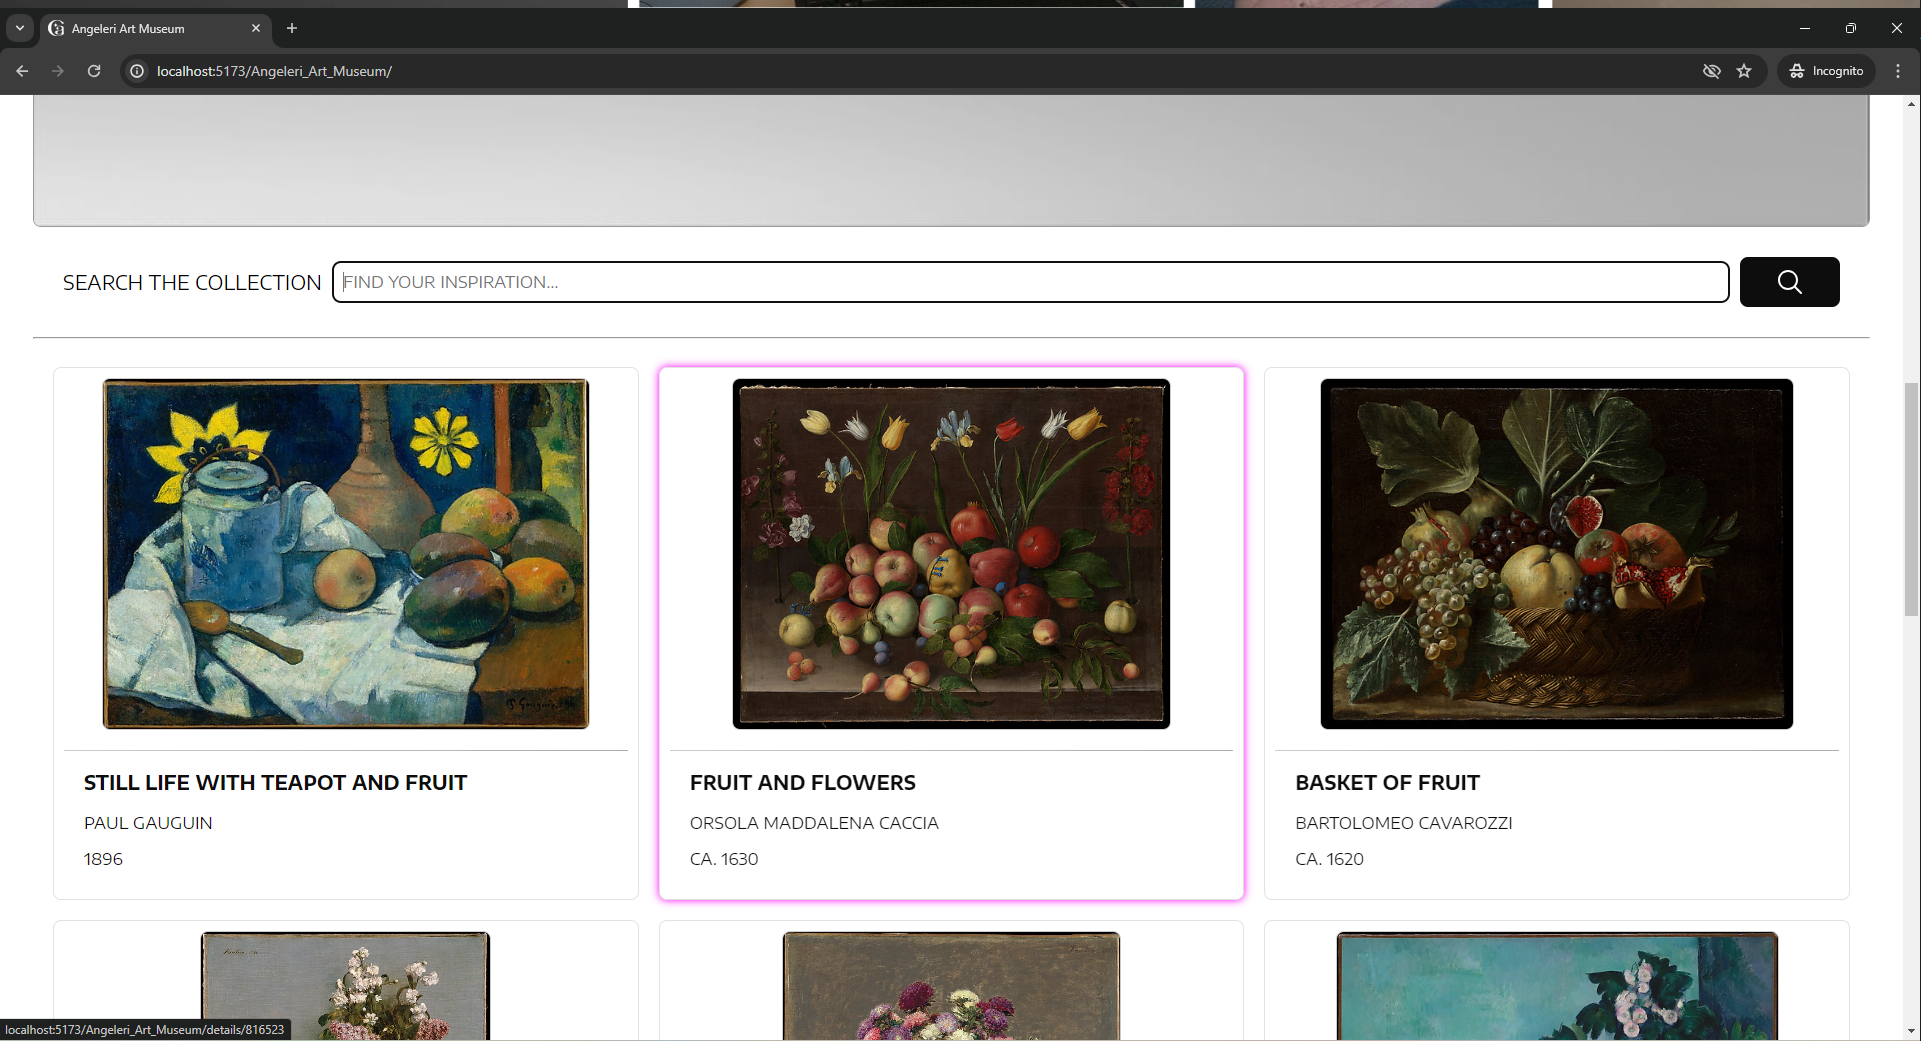 Angeleri Art Museum
localhost:5173/Angeleri_Art_Museum/
Incognito
SEARCH THE COLLECTION
FIND YOUR INSPIRATION...
STILL LIFE WITH TEAPOT AND FRUIT
PAUL GAUGUIN
1896
FRUIT AND FLOWERS
ORSOLA MADDALENA CACCIA
CA. 1630
BASKET OF FRUIT
BARTOLOMEO CAVAROZZI
CA. 1620
localhost:5173/Angeleri_Art_Museum/details/816523